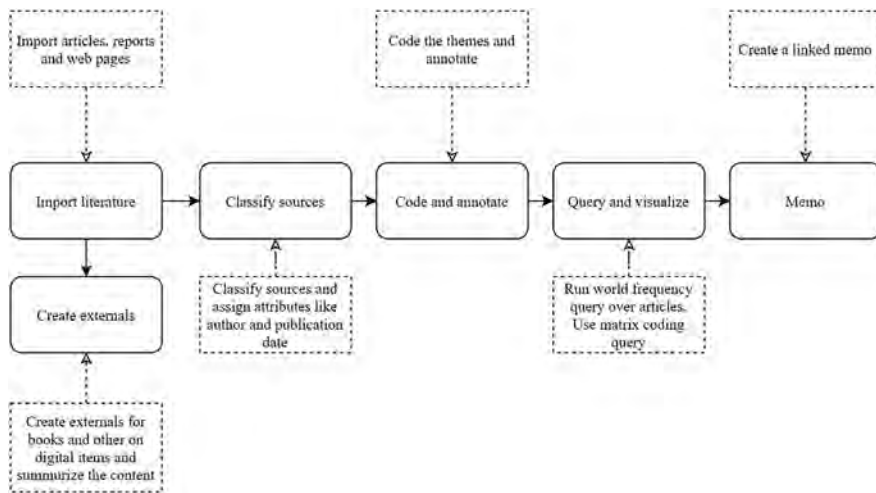 Import articles, reports
and web pages
Code the themes and
annotate
Create a linked memo
Import literature
Classify sources
Code and annotate
Query and visualize
Memo
Create externals
Classify sources and
assign attributes like
author and publication
date
Run world frequency
query over articles.
Use matrix coding
query
Create externals for
books and other on
digital items and
summurize the content